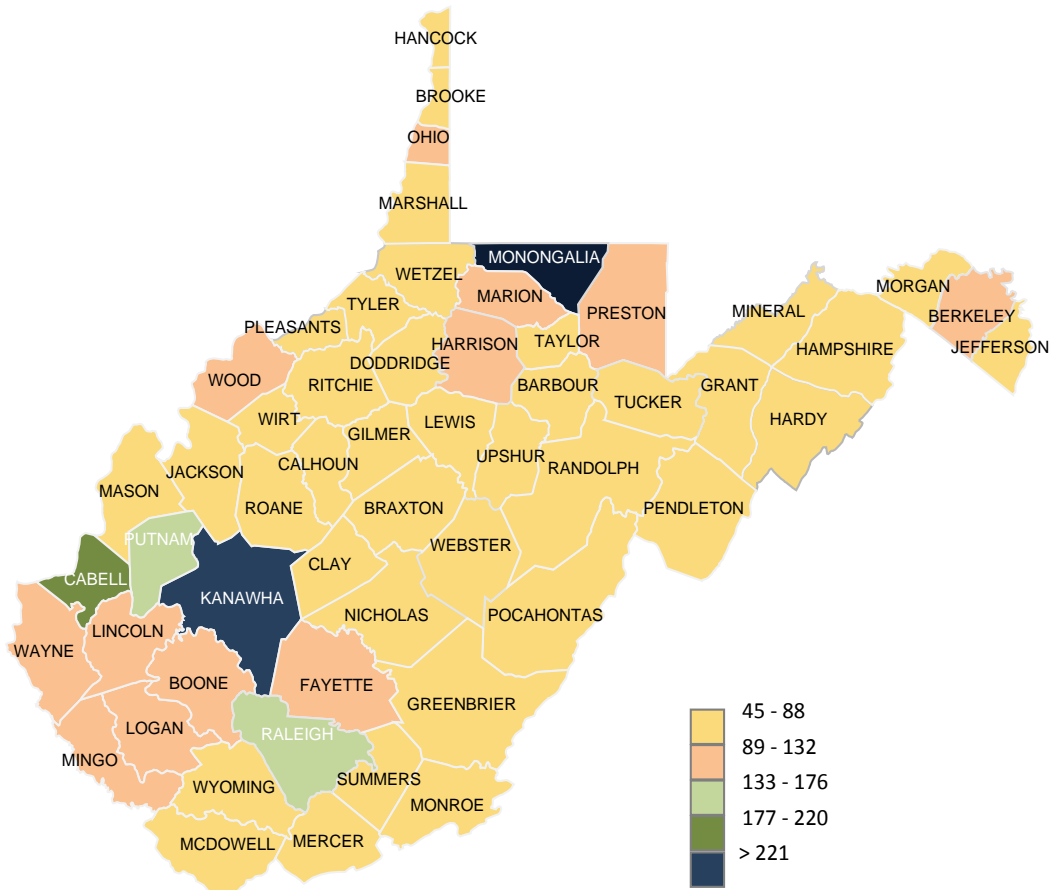 HANCOCK
BROOKE
OHIO
MARSHALL
MONONGALIA
WETZEL
MORGAN
MARION
TYLER
PRESTON
MINERAL
BERKELEY
PLEASANTS
HARRISON
TAYLOR
HAMPSHIRE
JEFFERSON
DODDRIDGE
WOOD
RITCHIE
BARBOUR
GRANT
TUCKER
WIRT
LEWIS
HARDY
GILMER
UPSHUR
CALHOUN
RANDOLPH
JACKSON
MASON
ROANE
BRAXTON
PENDLETON
PUTNAM
WEBSTER
CLAY
CABELL
KANAWHA
NICHOLAS
POCAHONTAS
LINCOLN
WAYNE
BOONE
FAYETTE
GREENBRIER
LOGAN
RALEIGH
MINGO
SUMMERS
WYOMING
MONROE
MERCER
MCDOWELL
45 - 88
89 - 132
133 - 176
177 - 220
> 221